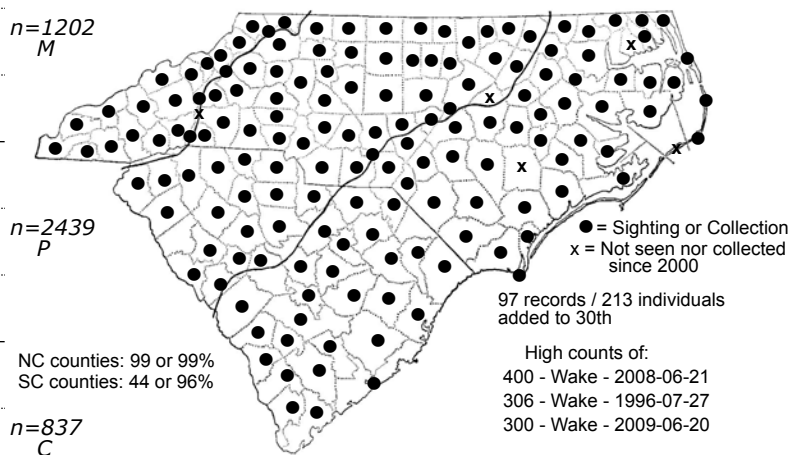 n=1202
M
n=2439
P
n=837
C
x
x
x
x
x
● = Sighting or Collection
x = Not seen nor collected
since 2000
97 records / 213 individuals
added to 30th
NC counties: 99 or 99%
SC counties: 44 or 96%
High counts of:
400 - Wake - 2008-06-21
306 - Wake - 1996-07-27
300 - Wake - 2009-06-20